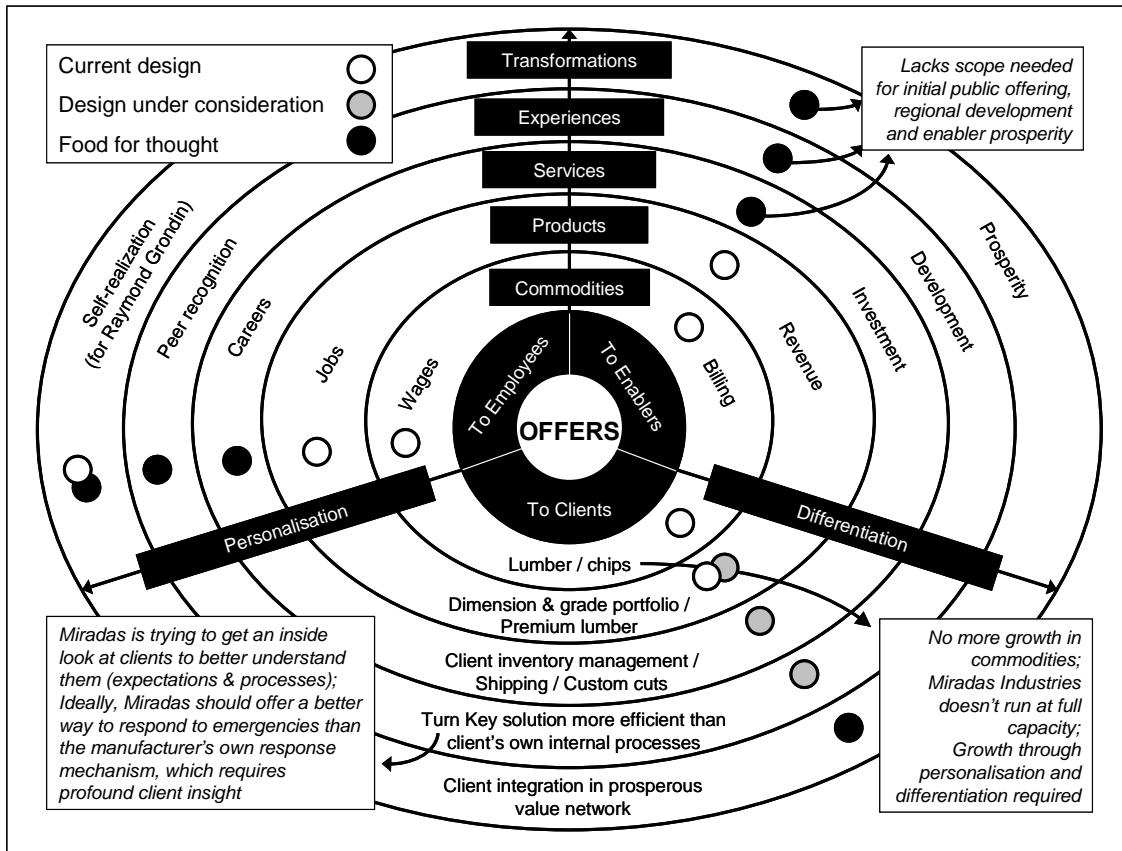 Current design
Design under consideration
Food for thought
Transformations
Experiences
Services
Products
Commodities
Lacks scope needed
for initial public offering,
regional development
and enabler prosperity
Self-realization
(for Raymond Grondin)
Peer recognition
Careers
Jobs
Wages
Billing
Revenue
Investment
Development
Prosperity
To Employees
To Enablers
OFFERS
To Clients
Personalisation
Differentiation
Lumber / chips
Dimension & grade portfolio /
Premium lumber
Client inventory management /
Shipping / Custom cuts
Turn Key solution more efficient than
client's own internal processes
Client integration in prosperous
value network
Miradas is trying to get an inside
look at clients to better understand
them (expectations & processes);
Ideally, Miradas should offer a better
way to respond to emergencies than
the manufacturer's own response
mechanism, which requires
profound client insight
No more growth in
commodities;
Miradas Industries
doesn't run at full
capacity;
Growth through
personalisation and
differentiation required